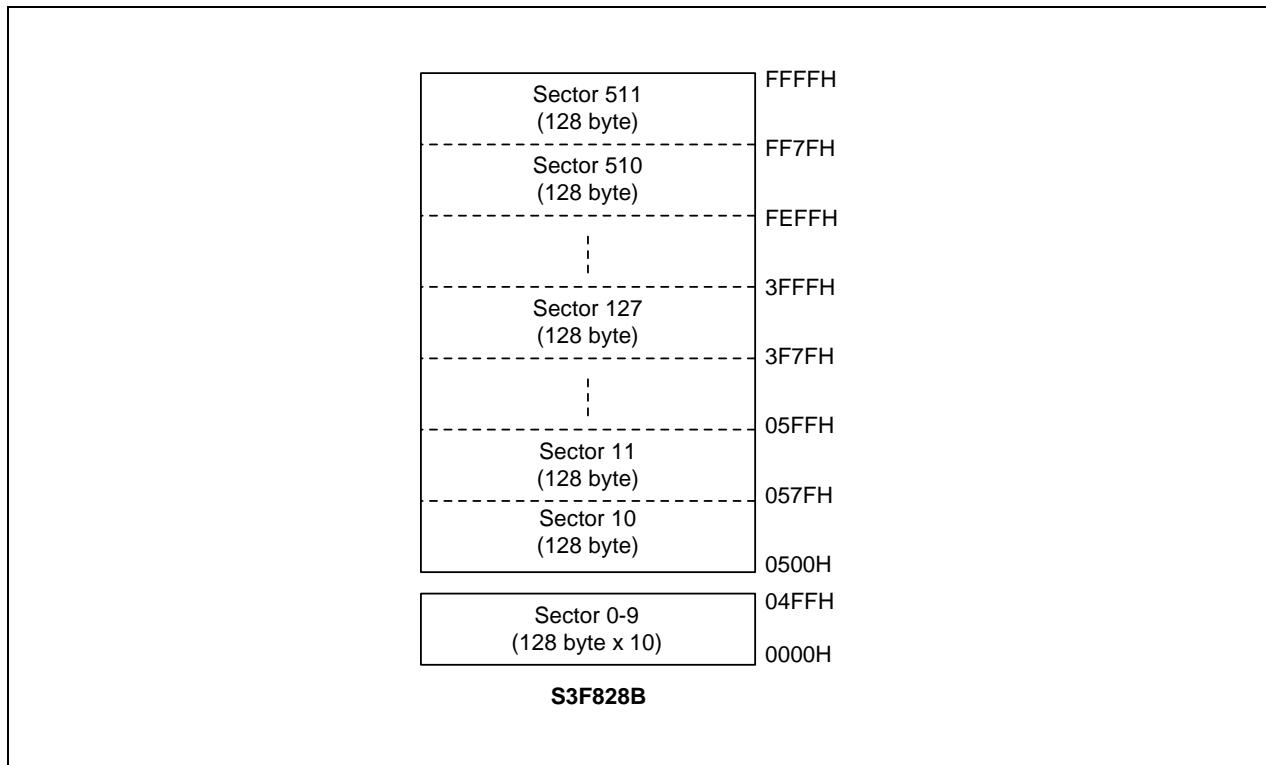 FFFFH
Sector 511
(128 byte)
FF7FH
Sector 510
(128 byte)
FEFFH
3FFFH
Sector 127
(128 byte)
3F7FH
05FFH
Sector 11
(128 byte)
057FH
Sector 10
(128 byte)
0500H
04FFH
Sector 0-9
(128 byte x 10)
0000H
S3F828B